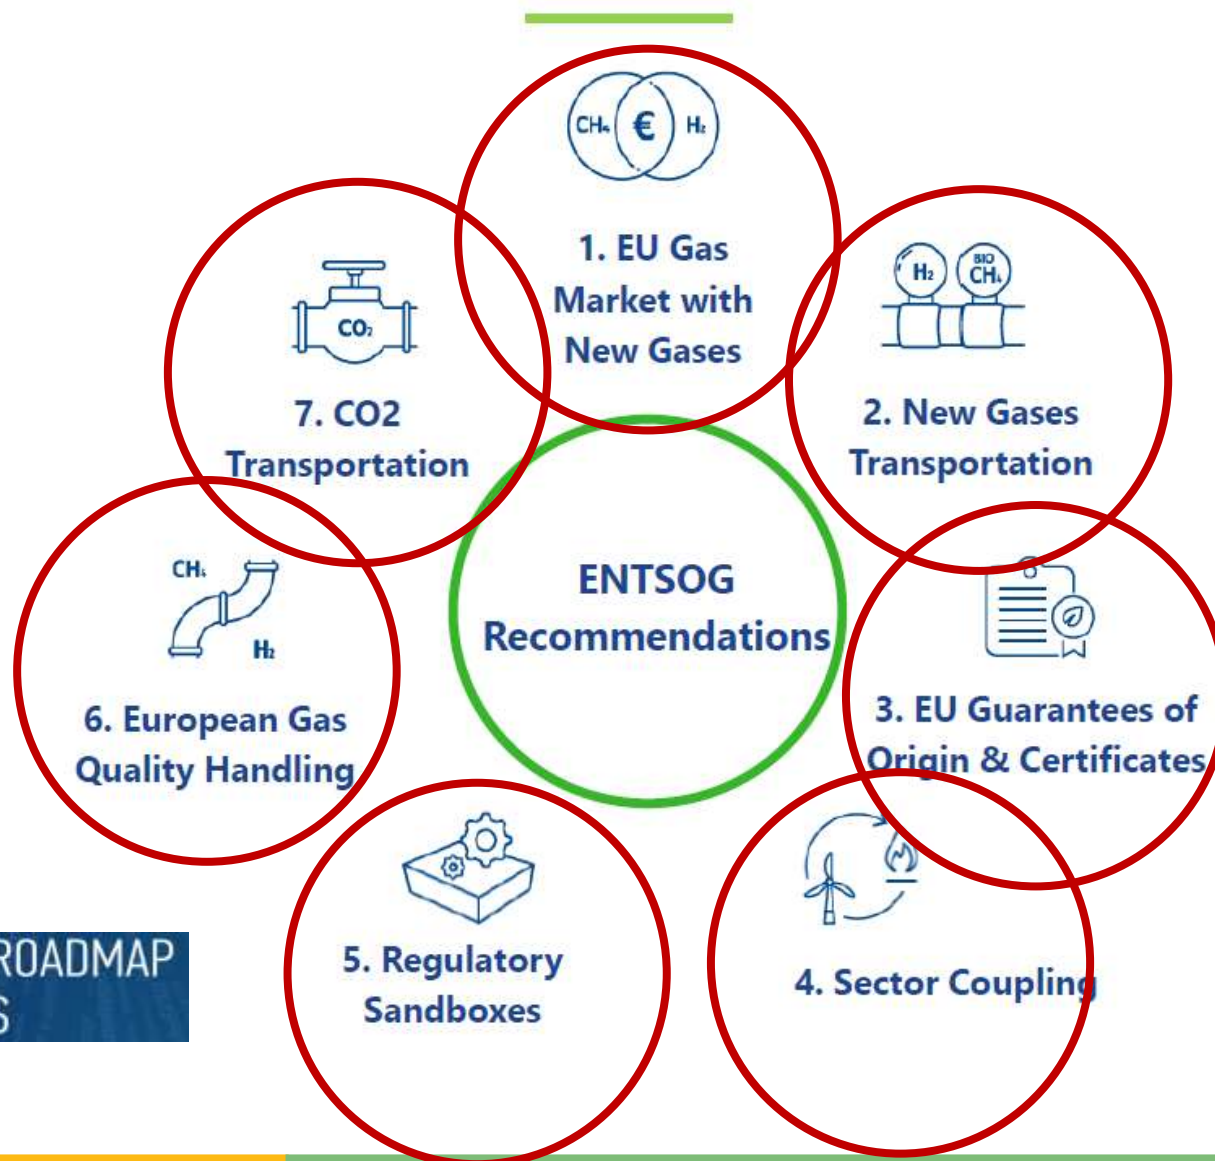 CH₄ € H₂
1. EU Gas
Market with
New Gases
H₂
BIO
CH₄
2. New Gases
Transportation
3. EU Guarantees of
Origin & Certificates
4. Sector Coupling
5. Regulatory
Sandboxes
CH₄
H₂
6. European Gas
Quality Handling
CO₂
7. CO2
Transportation
ENTSOG
Recommendations
ROADMAP
S